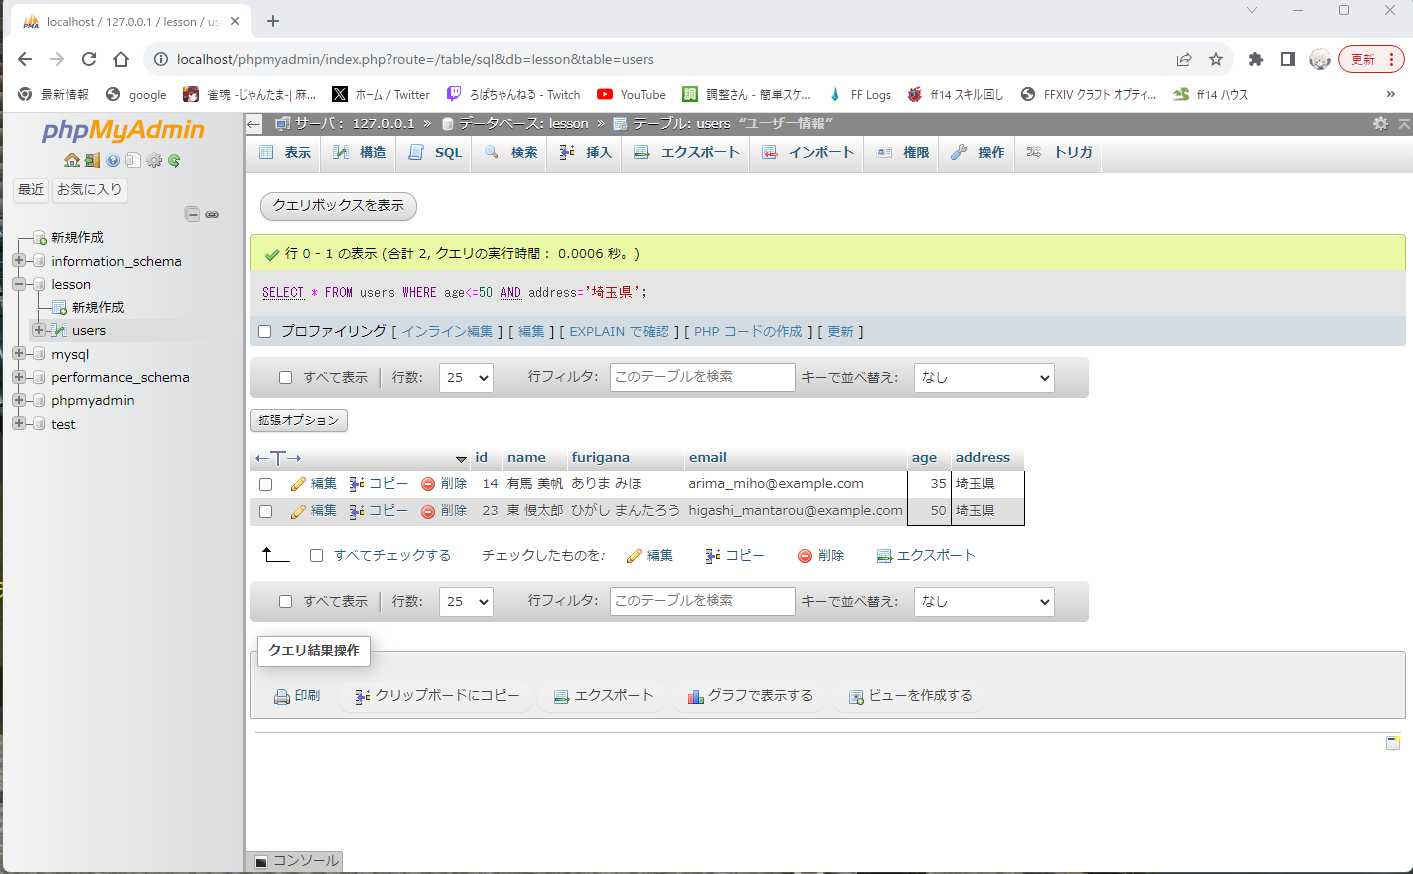 localhost / 127.0.0.1 / lesson / us
localhost/phpmyadmin/index.php?route=/table/sql&db=lesson&table=users
更新
最新情報 google 雀魂 -じゃんたま-| 麻... ホーム / Twitter ろぱちゃんねる - Twitch YouTube 調整さん - 簡単スケ... FF Logs ff14 スキル回し FFXIV クラフト オプティ... ff14 ハウス »
phpMyAdmin
最近 お気に入り
新規作成
information_schema
lesson
新規作成
users
mysql
performance_schema
phpmyadmin
test
サーバ： 127.0.0.1 » データベース: lesson » テーブル: users “ユーザー情報”
表示 構造 SQL 検索 挿入 エクスポート インポート 権限 操作 トリガ
クエリボックスを表示
行 0 - 1 の表示 (合計 2, クエリの実行時間： 0.0006 秒。)
SELECT * FROM users WHERE age<=50 AND address='埼玉県';
プロファイリング [ インライン編集 ] [ 編集 ] [ EXPLAIN で確認 ] [ PHP コードの作成 ] [ 更新 ]
すべて表示 行数: 25 行フィルタ: このテーブルを検索 キーで並べ替え: なし
拡張オプション
←T→ id name furigana email age address
編集 コピー 削除 14 有馬 美帆 ありま みほ arima_miho@example.com 35 埼玉県
編集 コピー 削除 23 東 慢太郎 ひがし まんたろう higashi_mantarou@example.com 50 埼玉県
すべてチェックする チェックしたものを: 編集 コピー 削除 エクスポート
すべて表示 行数: 25 行フィルタ: このテーブルを検索 キーで並べ替え: なし
クエリ結果操作
印刷 クリップボードにコピー エクスポート グラフで表示する ビューを作成する
コンソール